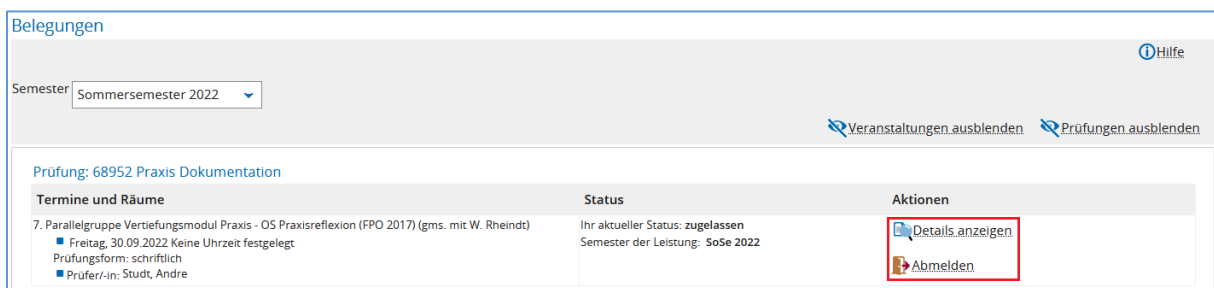 Belegungen
Hilfe
Semester Sommersemester 2022
Veranstaltungen ausblenden Prüfungen ausblenden
Prüfung: 68952 Praxis Dokumentation
Termine und Räume Status Aktionen
7. Parallelgruppe Vertiefungsmodul Praxis - OS Praxisreflexion (FPO 2017) (gms. mit W. Rheindt) Ihr aktueller Status: zugelassen Details anzeigen
Freitag, 30.09.2022 Keine Uhrzeit festgelegt Semester der Leistung: SoSe 2022
Prüfungsform: schriftlich
Prüfer/-in: Studt, Andre Abmelden